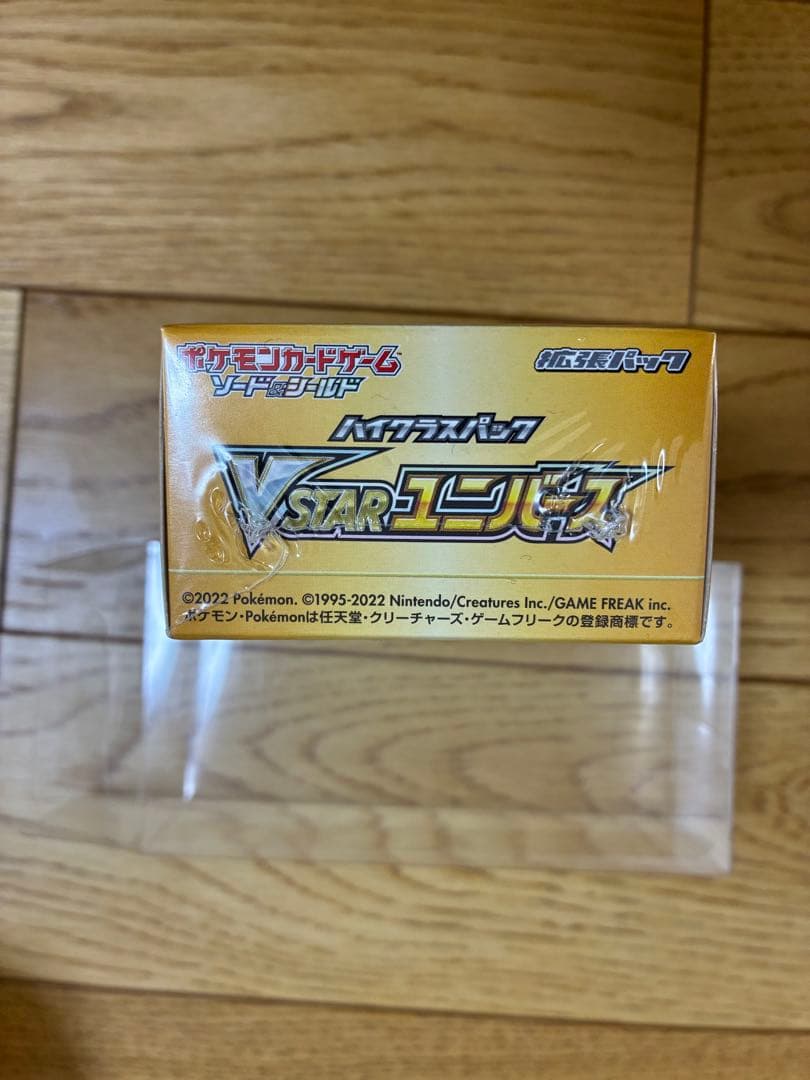 ポケモンカードゲーム™
ソード&シールド
拡張パック
ハイクラスパック
VSTARユニバース
©2022 Pokémon. ©1995-2022 Nintendo/Creatures Inc./GAME FREAK inc.
ポケモン・Pokémonは任天堂・クリーチャーズ・ゲームフリークの登録商標です。